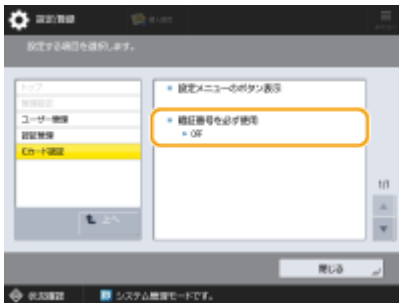 設定/登録
設定する項目を選択します。
トップ
管理設定
ユーザー管理
認証管理
ICカード認証
上へ
設定メニューのボタン表示
暗証番号を必ず使用
OFF
1/1
閉じる
状況確認
システム管理モードです。